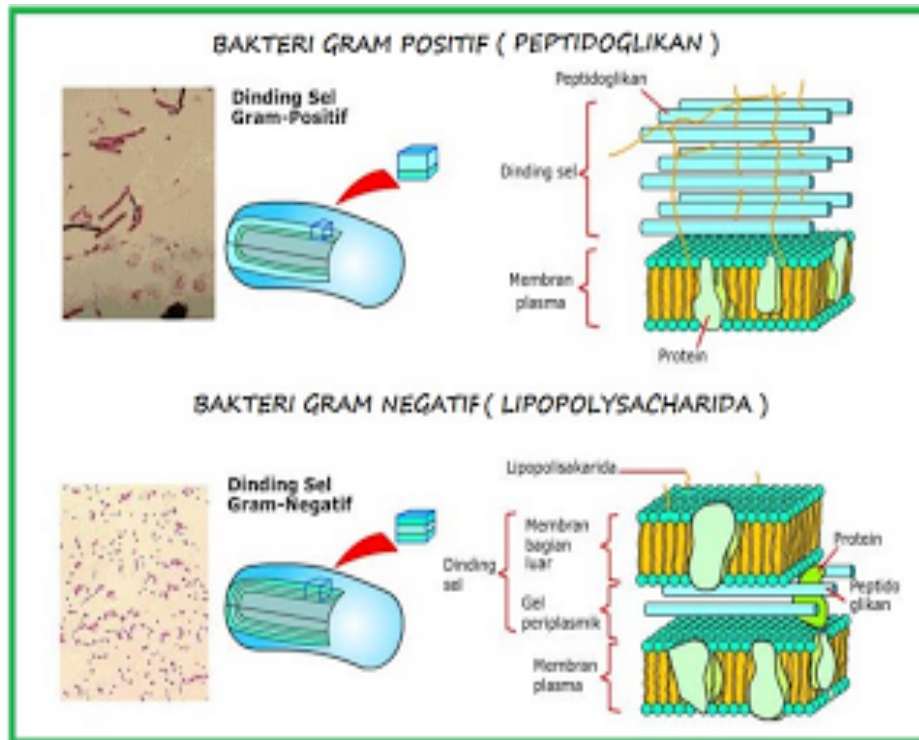 BAKTERI GRAM POSITIF ( PEPTIDOGLIKAN )
Dinding Sel
Gram-Positif
Peptidoglikan
Dinding sel
Membran
plasma
Protein
BAKTERI GRAM NEGATIF ( LIPOPOLYSACHARIDA )
Dinding Sel
Gram-Negatif
Lipopolisakarida
Dinding
sel
Membran
bagian
luar
Gel
periplasmik
Membran
plasma
Protein
Peptido
glikan